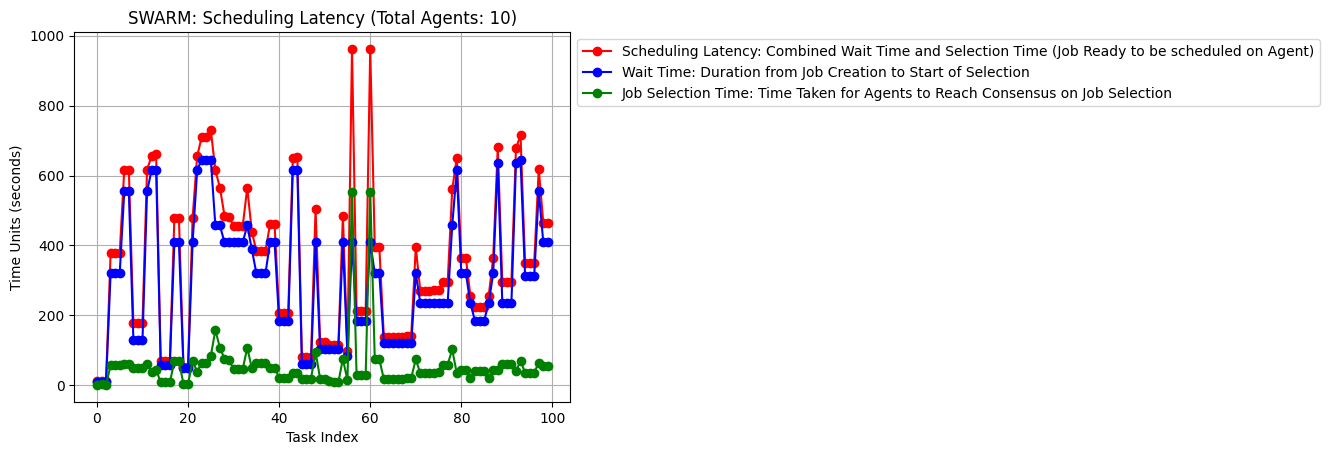 SWARM: Scheduling Latency (Total Agents: 10)
Scheduling Latency: Combined Wait Time and Selection Time (Job Ready to be scheduled on Agent)
Wait Time: Duration from Job Creation to Start of Selection
Job Selection Time: Time Taken for Agents to Reach Consensus on Job Selection
Time Units (seconds)
1000
800
600
400
200
0
0 20 40 60 80 100
Task Index